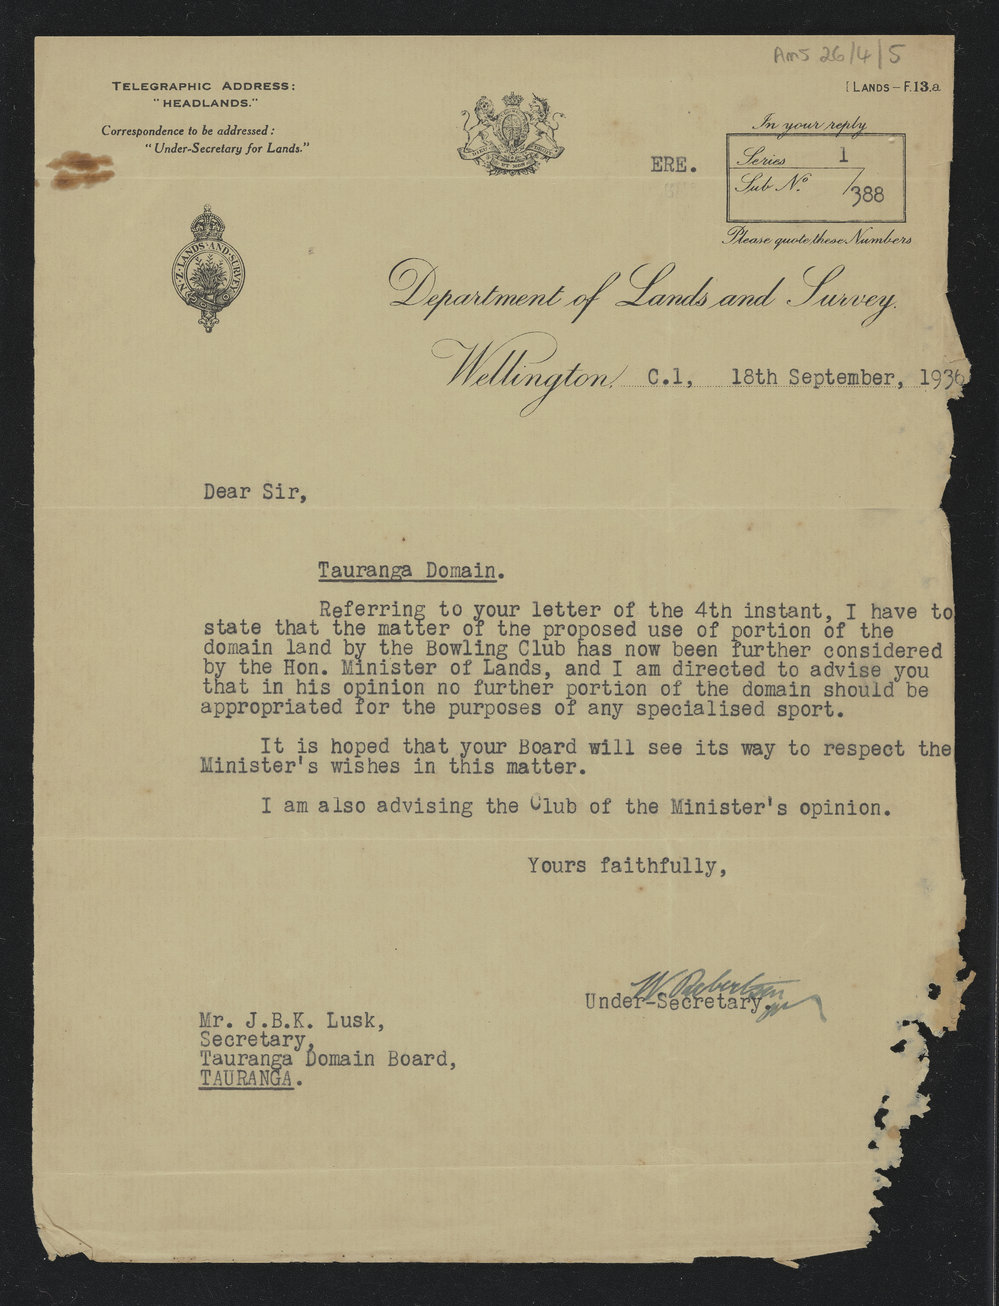 Ams 26/4/5
TELEGRAPHIC ADDRESS:
"HEADLANDS."
Correspondence to be addressed:
"Under-Secretary for Lands."
[LANDS—F.13.a
In your reply
Series 1
Sub No. /388
Please quote these Numbers
ERE.
N·Z·LANDS·AND·SURVEY
Department of Lands and Survey.
Wellington, C.1, 18th September, 1936
Dear Sir,
Tauranga Domain.
Referring to your letter of the 4th instant, I have to
state that the matter of the proposed use of portion of the
domain land by the Bowling Club has now been further considered
by the Hon. Minister of Lands, and I am directed to advise you
that in his opinion no further portion of the domain should be
appropriated for the purposes of any specialised sport.
It is hoped that your Board will see its way to respect the
Minister's wishes in this matter.
I am also advising the Club of the Minister's opinion.
Yours faithfully,
W Robertson
Under-Secretary.
Mr. J.B.K. Lusk,
Secretary,
Tauranga Domain Board,
TAURANGA.